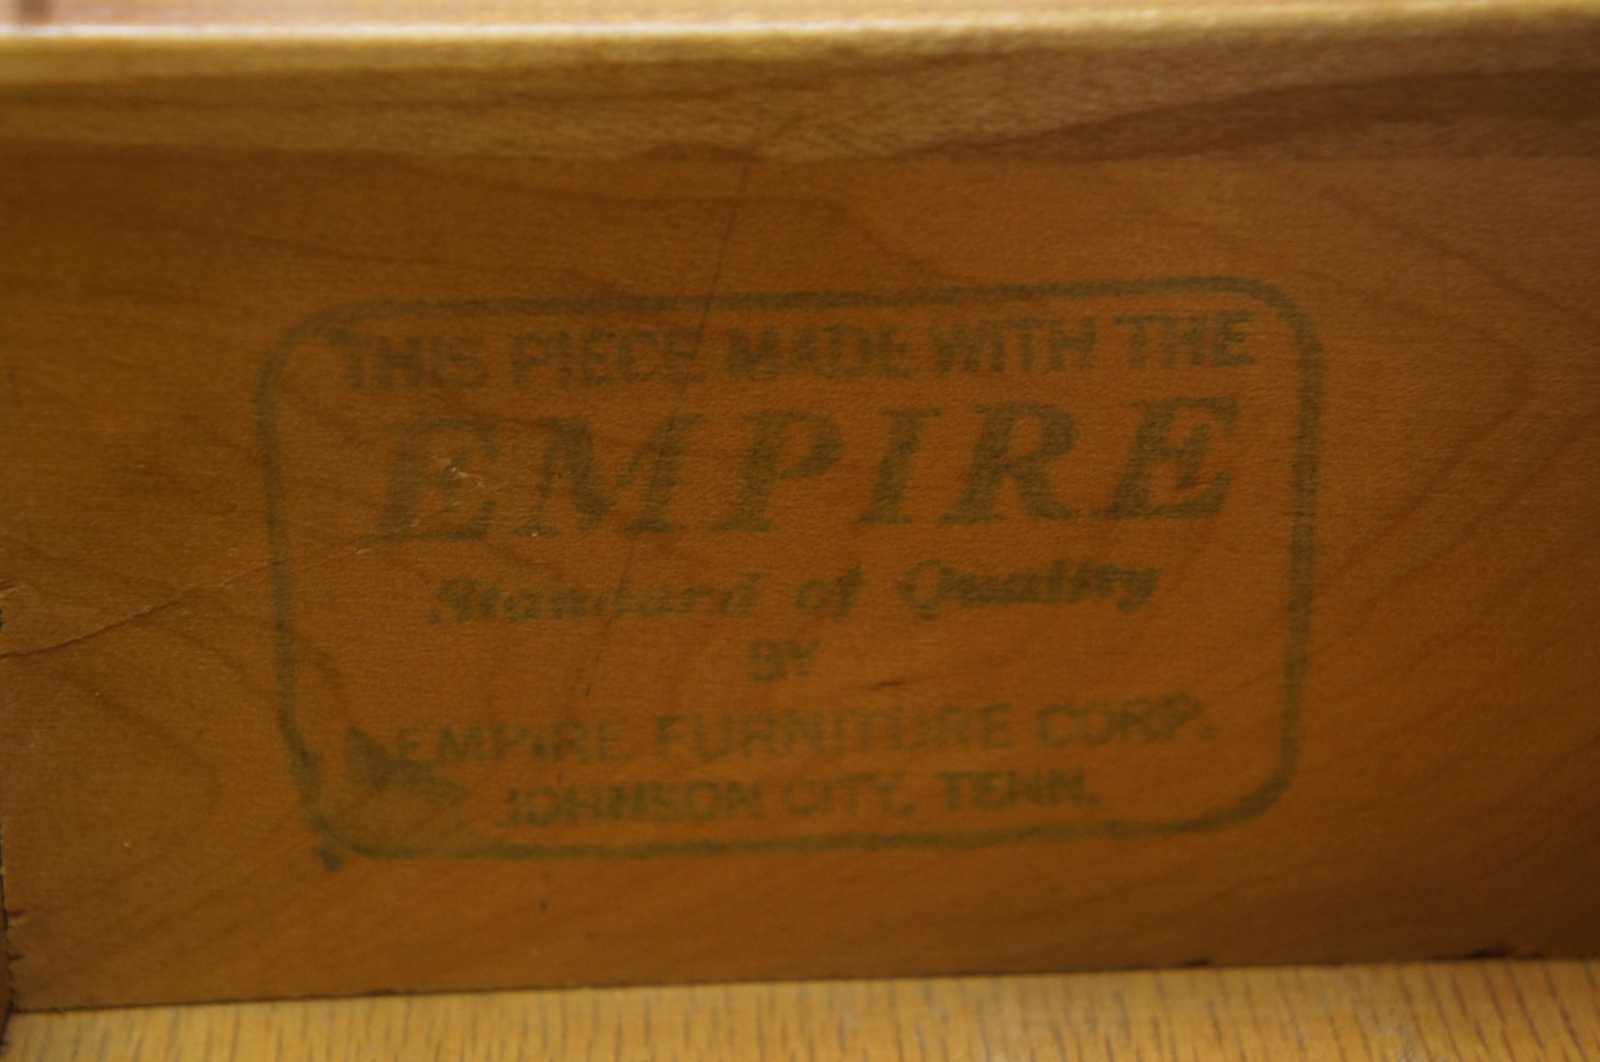 THIS PIECE MADE WITH THE
EMPIRE
Standard of Quality
BY
EMPIRE FURNITURE CORP.
JOHNSON CITY, TENN.